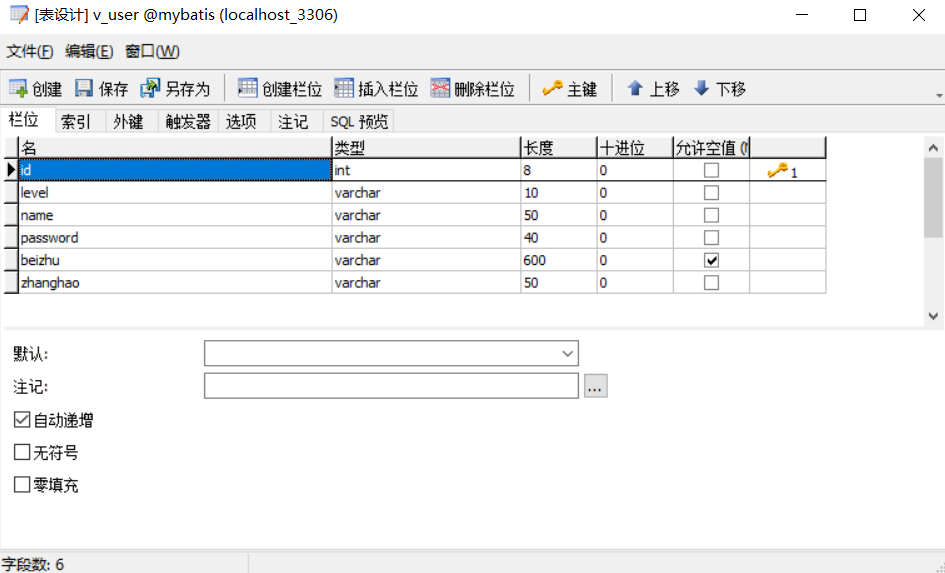 [表设计] v_user @mybatis (localhost_3306)
文件(F) 编辑(E) 窗口(W)
创建 保存 另存为 创建栏位 插入栏位 删除栏位 主键 上移 下移
栏位 索引 外键 触发器 选项 注记 SQL 预览
名 类型 长度 十进位 允许空值 (
id int 8 0 1
level varchar 10 0
name varchar 50 0
password varchar 40 0
beizhu varchar 600 0
zhanghao varchar 50 0
默认:
注记:
...
自动递增
无符号
零填充
字段数: 6